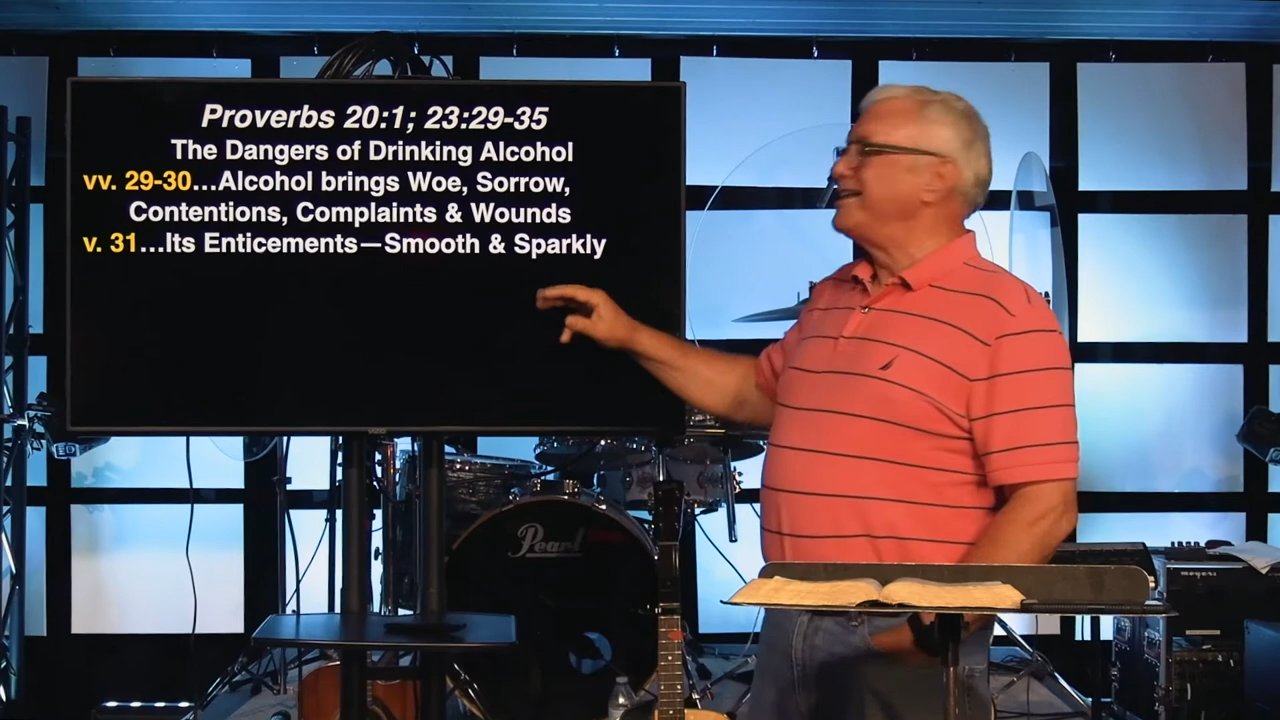 Proverbs 20:1; 23:29-35
The Dangers of Drinking Alcohol
vv. 29-30...Alcohol brings Woe, Sorrow,
Contentions, Complaints & Wounds
v. 31...Its Enticements—Smooth & Sparkly
VIZIO
Pearl